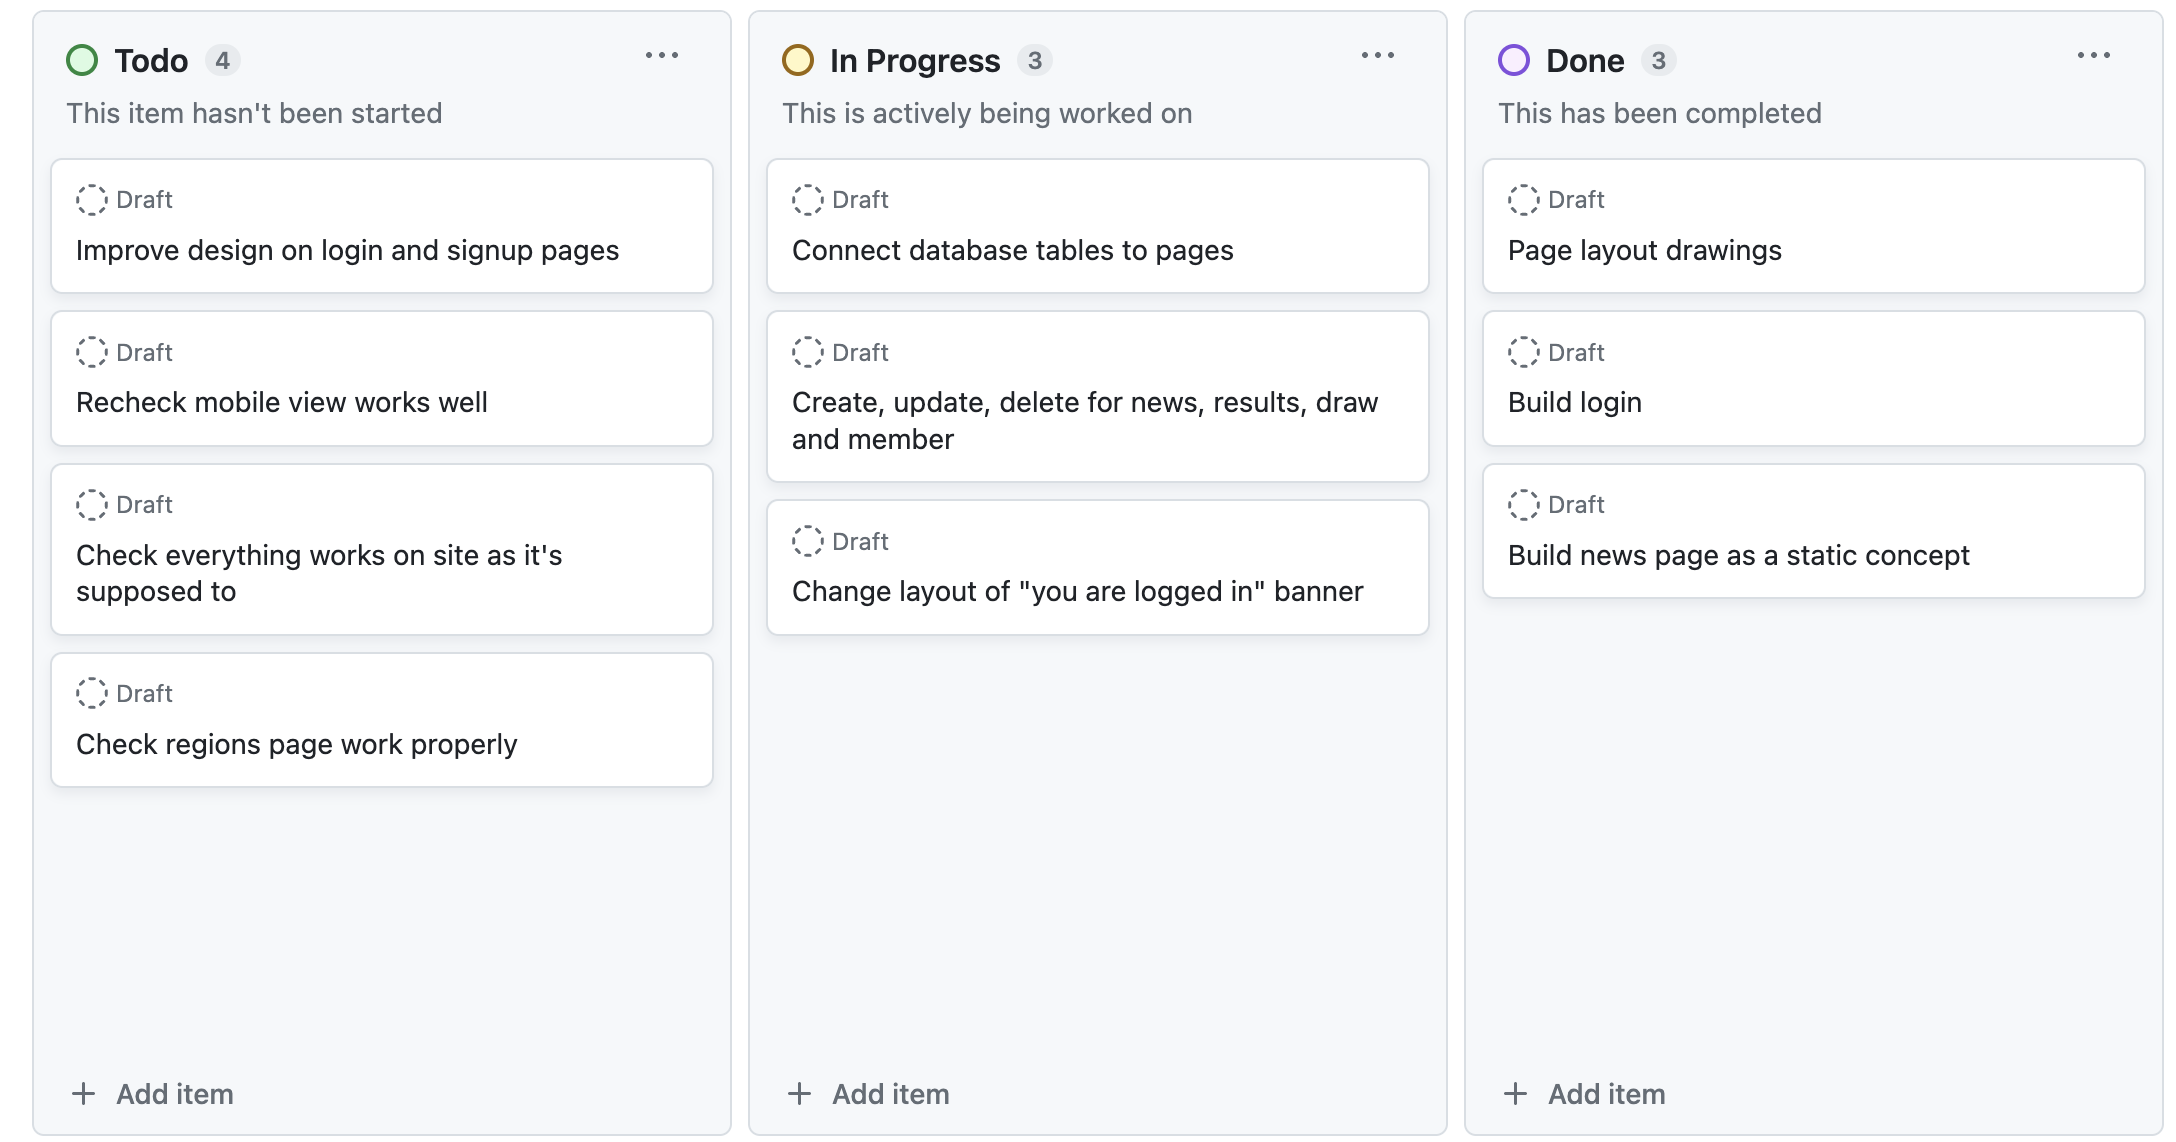 Todo 4
This item hasn't been started
Draft
Improve design on login and signup pages
Draft
Recheck mobile view works well
Draft
Check everything works on site as it's
supposed to
Draft
Check regions page work properly
Add item
In Progress 3
This is actively being worked on
Draft
Connect database tables to pages
Draft
Create, update, delete for news, results, draw
and member
Draft
Change layout of "you are logged in" banner
Add item
Done 3
This has been completed
Draft
Page layout drawings
Draft
Build login
Draft
Build news page as a static concept
Add item